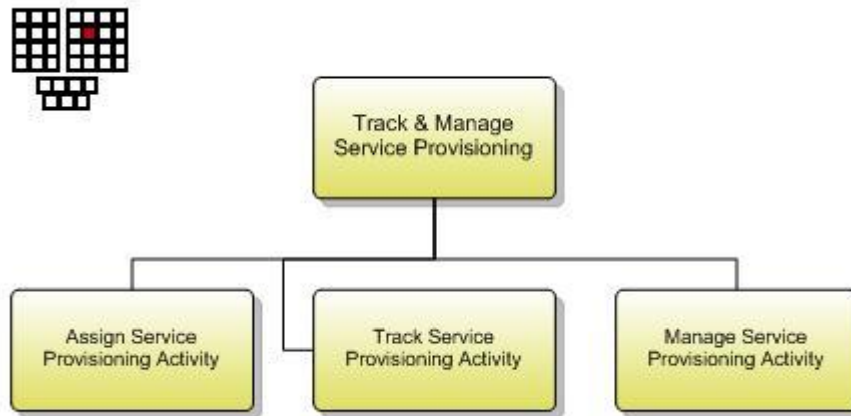 Track & Manage
Service Provisioning
Assign Service
Provisioning Activity
Track Service
Provisioning Activity
Manage Service
Provisioning Activity